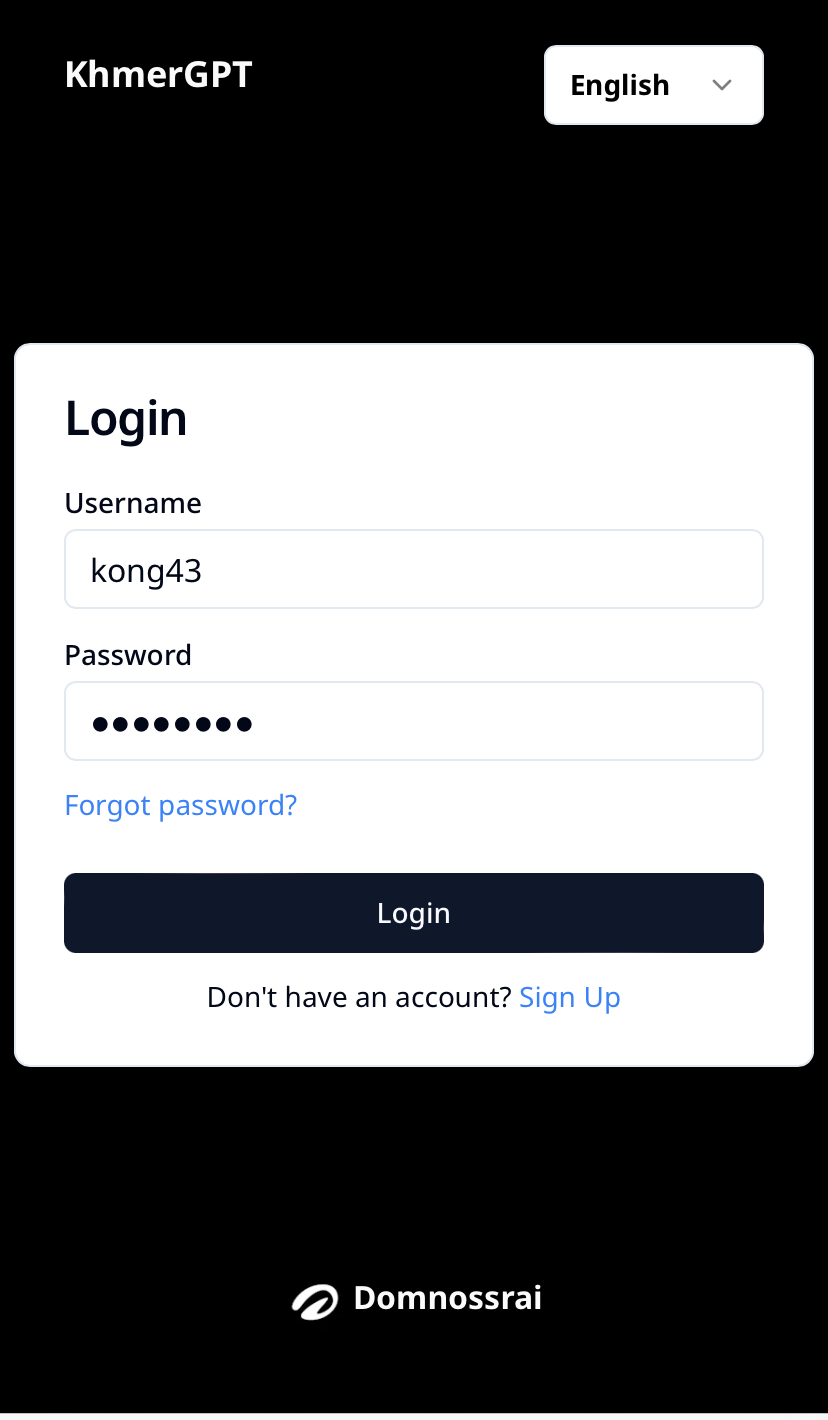 KhmerGPT
English
Login
Username
kong43
Password
●●●●●●●●
Forgot password?
Login
Don't have an account? Sign Up
Domnossrai